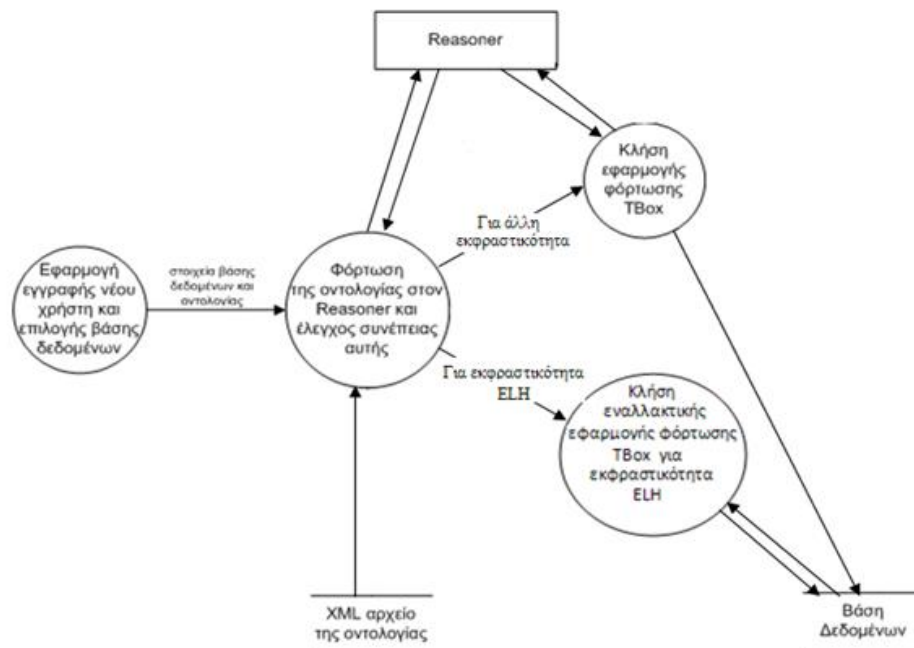 Reasoner
Κλήση
εφαρμογής
φόρτωσης
TBox
Για άλλη
εκφραστικότητα
Εφαρμογή
εγγραφής νέου
χρήστη και
επιλογής βάσης
δεδομένων
στοιχεία βάσης
δεδομένων και
οντολογίας
Φόρτωση
της οντολογίας στον
Reasoner και
έλεγχος συνέπειας
αυτής
Για εκφραστικότητα
ELH
Κλήση
εναλλακτικής
εφαρμογής φόρτωσης
TBox για
εκφραστικότητα
ELH
XML αρχείο
της οντολογίας
Βάση
Δεδομένων